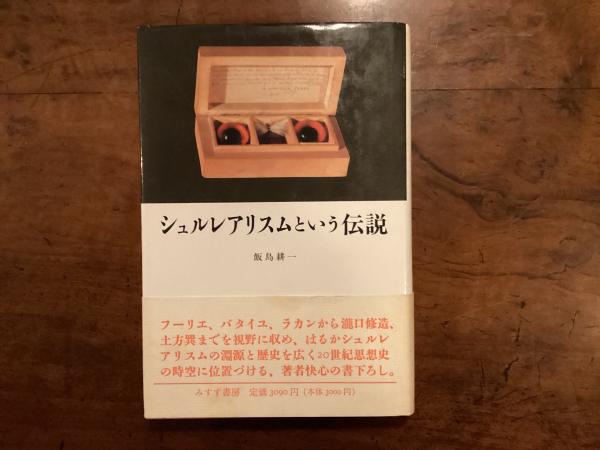 シュルレアリスムという伝説
飯島耕一
フーリエ、バタイユ、ラカンから瀧口修造、
土方巽までを視野に収め、はるかシュルレ
アリスムの淵源と歴史を広く20世紀思想史
の時空に位置づける、著者快心の書下ろし。
みすず書房 定価3090円（本体3000円）